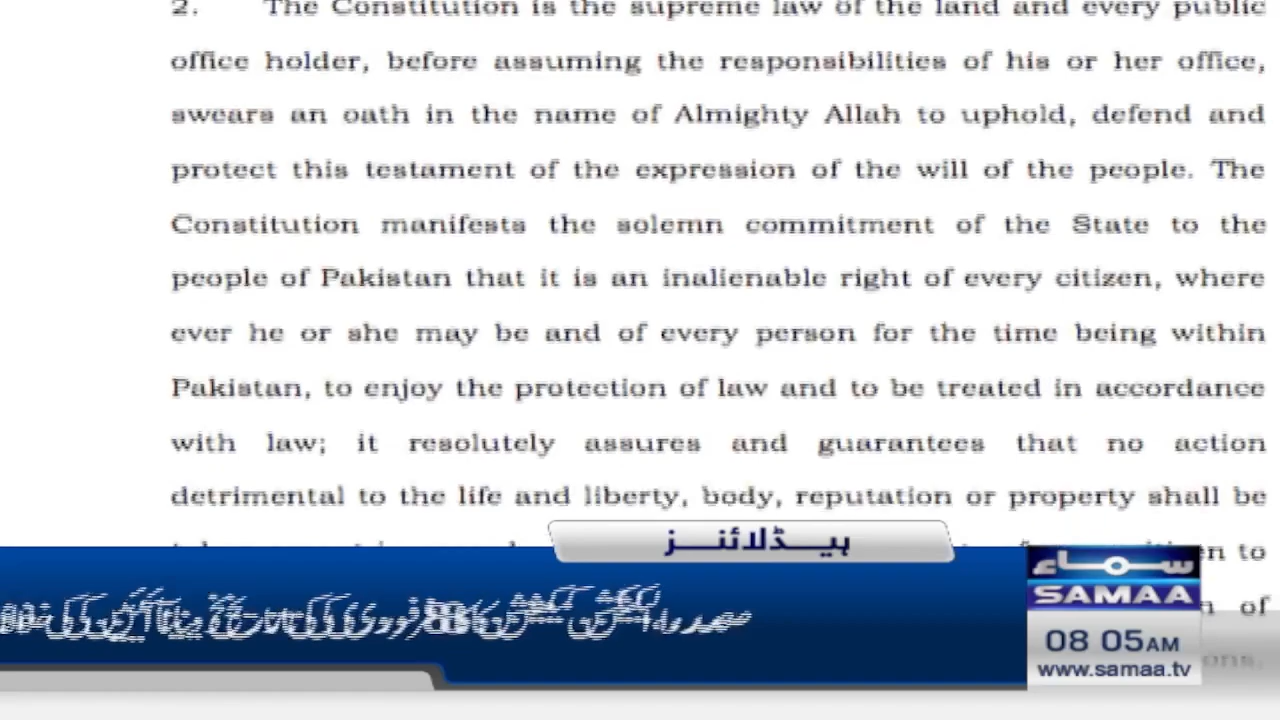 2. The Constitution is the supreme law of the land and every public
office holder, before assuming the responsibilities of his or her office,
swears an oath in the name of Almighty Allah to uphold, defend and
protect this testament of the expression of the will of the people. The
Constitution manifests the solemn commitment of the State to the
people of Pakistan that it is an inalienable right of every citizen, where
ever he or she may be and of every person for the time being within
Pakistan, to enjoy the protection of law and to be treated in accordance
with law; it resolutely assures and guarantees that no action
detrimental to the life and liberty, body, reputation or property shall be
to
of
ہیڈلائنز
صدر
سماء
SAMAA
08 05AM
www.samaa.tv